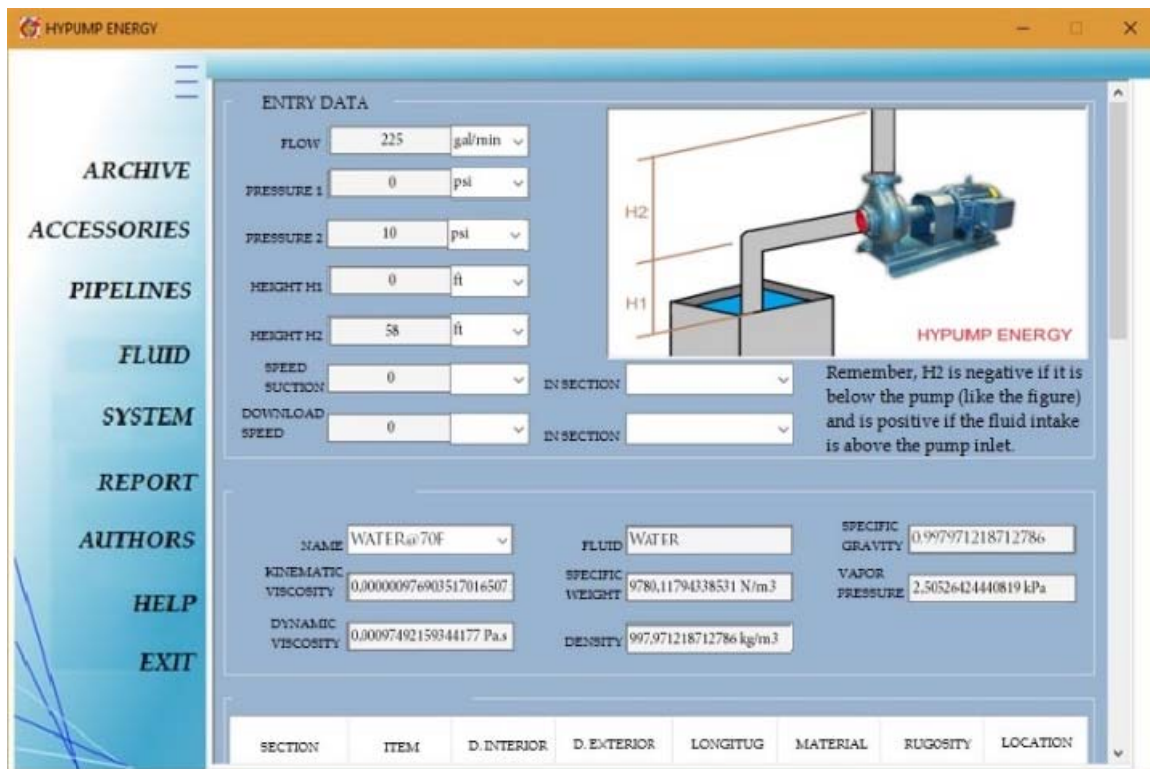 HYPUMP ENERGY
ARCHIVE
ACCESSORIES
PIPELINES
FLUID
SYSTEM
REPORT
AUTHORS
HELP
EXIT
ENTRY DATA
FLOW 225 gal/min
PRESSURE 1 0 psi
PRESSURE 2 10 psi
HEIGHT H1 0 ft
HEIGHT H2 58 ft
SPEED
SUCTION 0 IN SECTION
DOWNLOAD
SPEED 0 IN SECTION
H2
H1
HYPUMP ENERGY
Remember, H2 is negative if it is
below the pump (like the figure)
and is positive if the fluid intake
is above the pump inlet.
NAME WATER@70F FLUID WATER
SPECIFIC
GRAVITY 0.997971218712786
KINEMATIC
VISCOSITY 0,000000976903517016507
SPECIFIC
WEIGHT 9780,11794338531 N/m3
VAPOR
PRESSURE 2,50526424440819 kPa
DYNAMIC
VISCOSITY 0,00097492159344177 Pa.s
DENSITY 997,971218712786 kg/m3
SECTION ITEM D. INTERIOR D. EXTERIOR LONGITUG MATERIAL RUGOSITY LOCATION